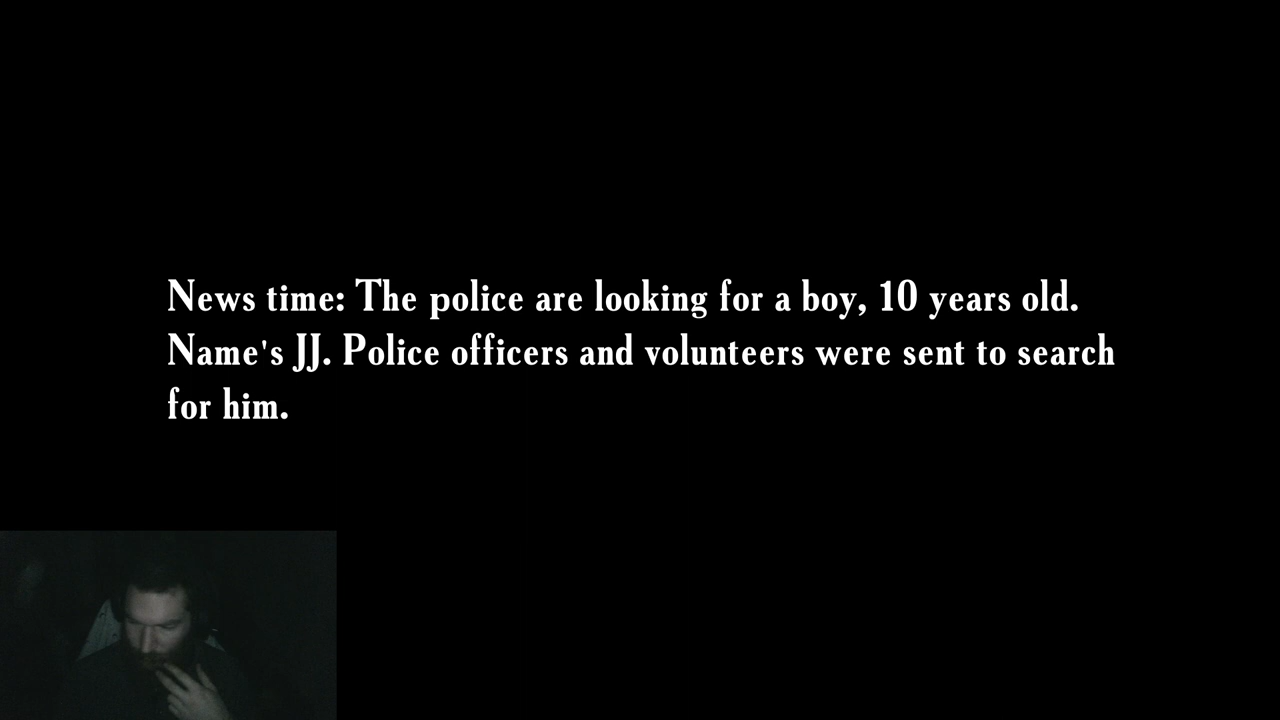 News time: The police are looking for a boy, 10 years old.
Name's JJ. Police officers and volunteers were sent to search
for him.